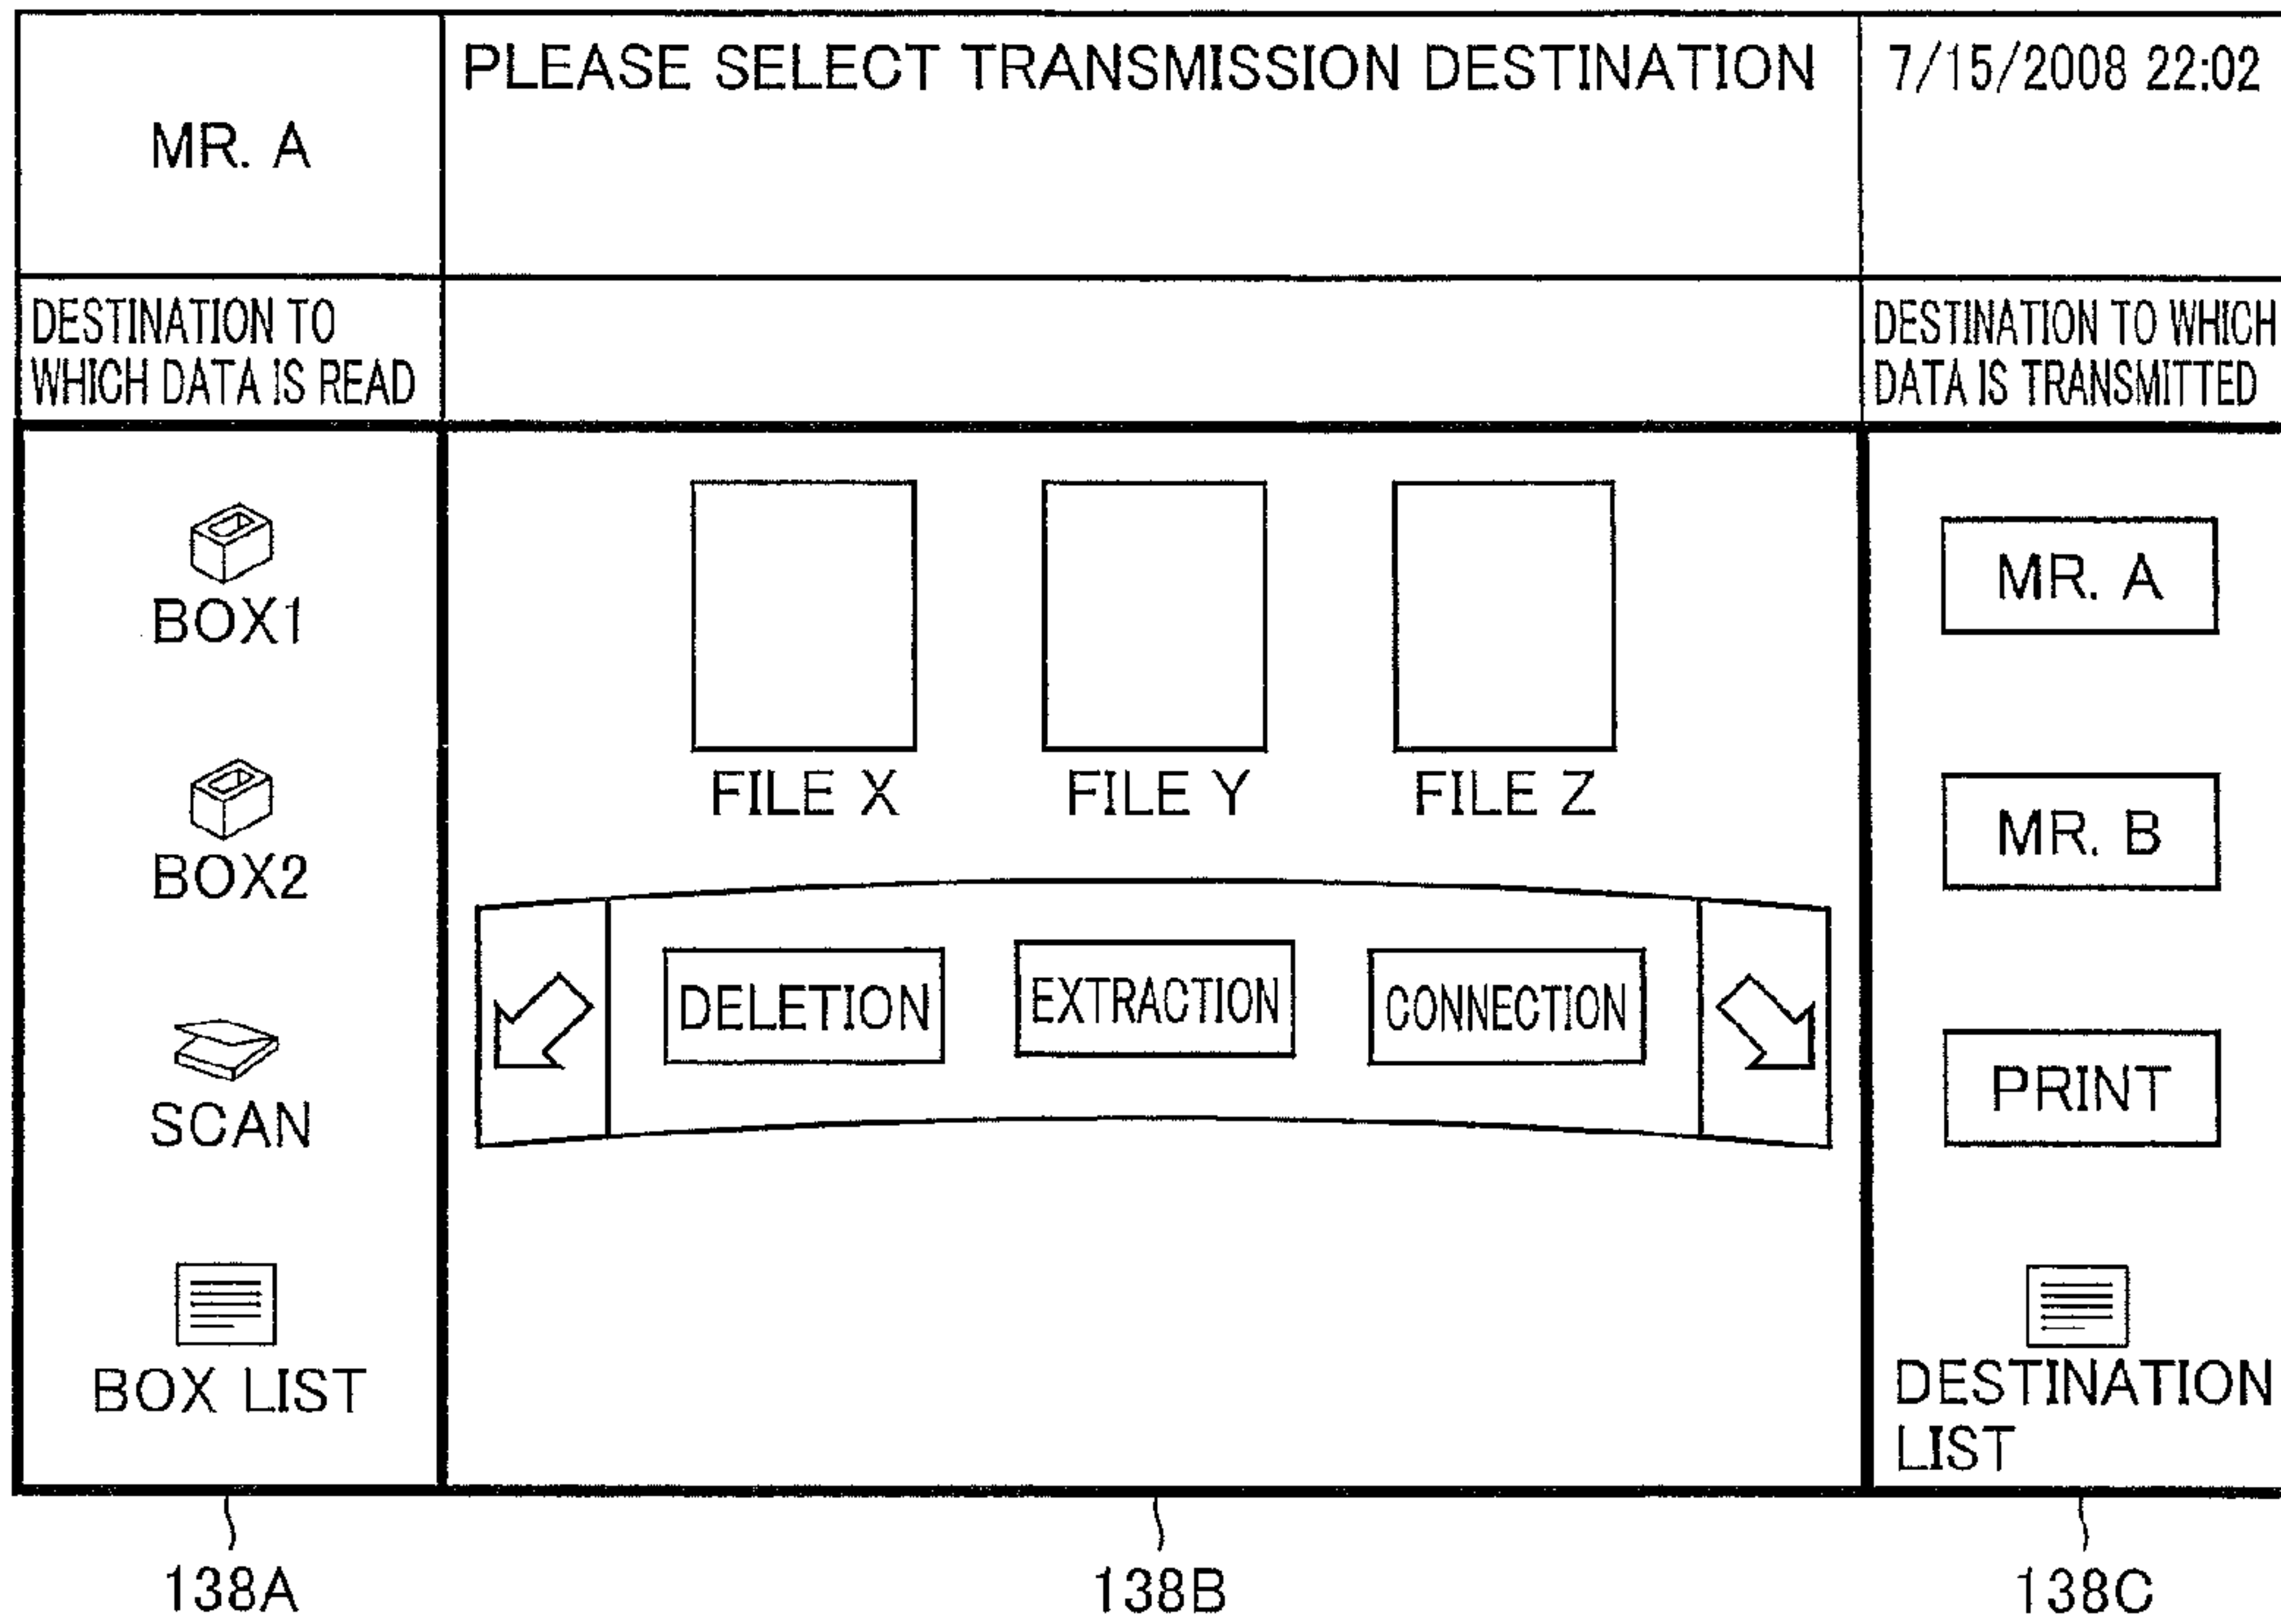 MR. A
PLEASE SELECT TRANSMISSION DESTINATION
7/15/2008 22:02
DESTINATION TO
WHICH DATA IS READ
DESTINATION TO WHICH
DATA IS TRANSMITTED
BOX1
BOX2
SCAN
BOX LIST
FILE X
FILE Y
FILE Z
DELETION
EXTRACTION
CONNECTION
MR. A
MR. B
PRINT
DESTINATION
LIST
138A
138B
138C